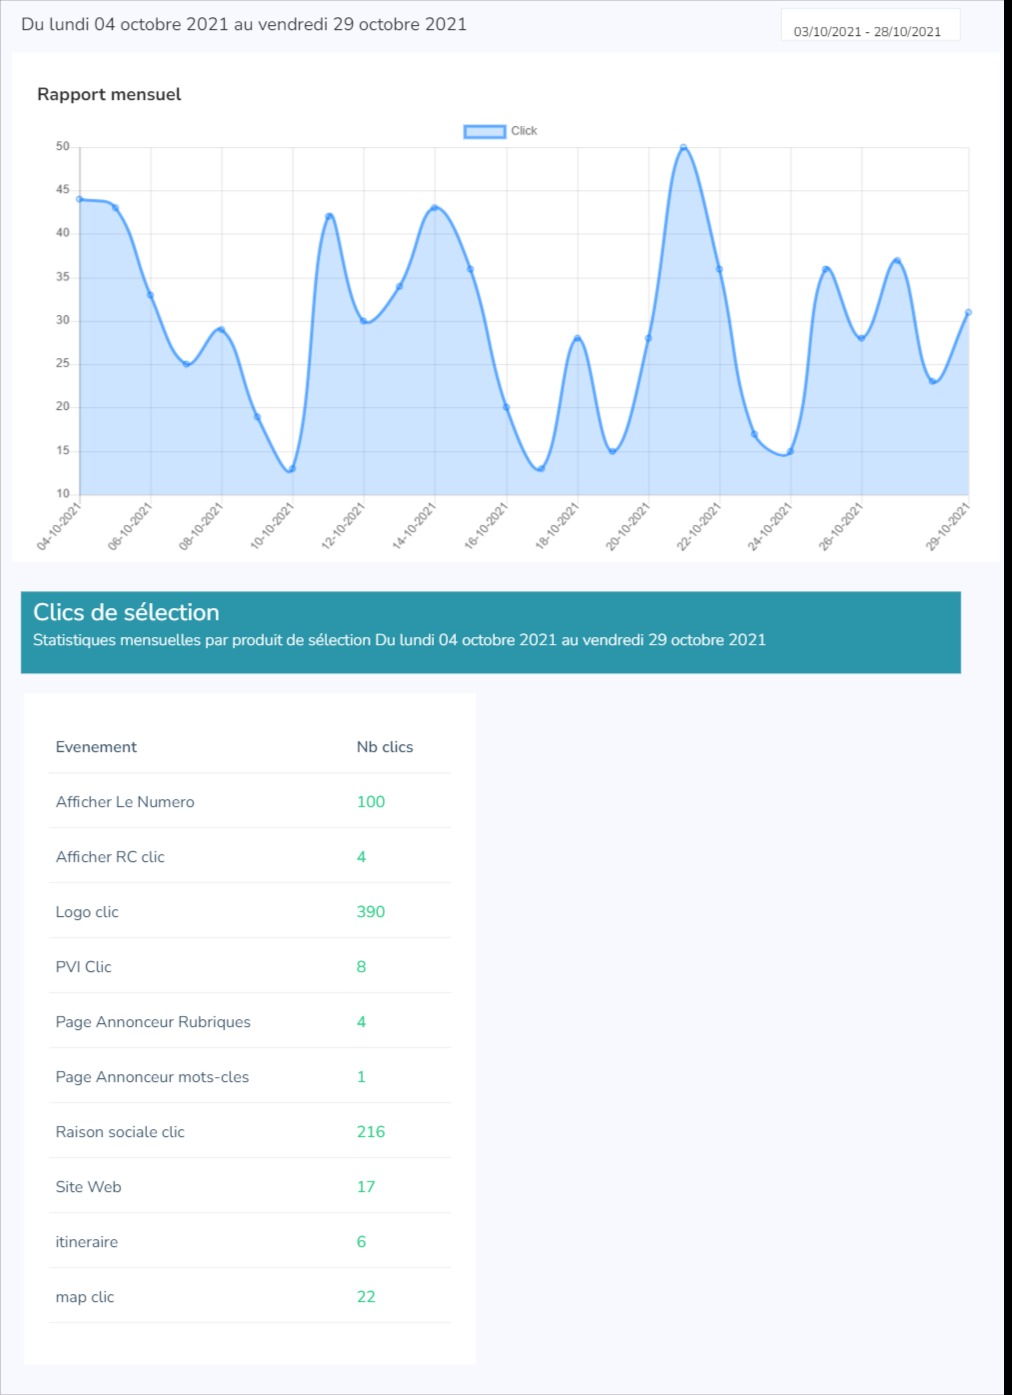 Du lundi 04 octobre 2021 au vendredi 29 octobre 2021
03/10/2021 - 28/10/2021
Rapport mensuel
Click
50
45
40
35
30
25
20
15
10
04-10-2021
06-10-2021
08-10-2021
10-10-2021
12-10-2021
14-10-2021
16-10-2021
18-10-2021
20-10-2021
22-10-2021
24-10-2021
26-10-2021
29-10-2021
Clics de sélection
Statistiques mensuelles par produit de sélection Du lundi 04 octobre 2021 au vendredi 29 octobre 2021
Evenement Nb clics
Afficher Le Numero 100
Afficher RC clic 4
Logo clic 390
PVI Clic 8
Page Annonceur Rubriques 4
Page Annonceur mots-cles 1
Raison sociale clic 216
Site Web 17
itineraire 6
map clic 22